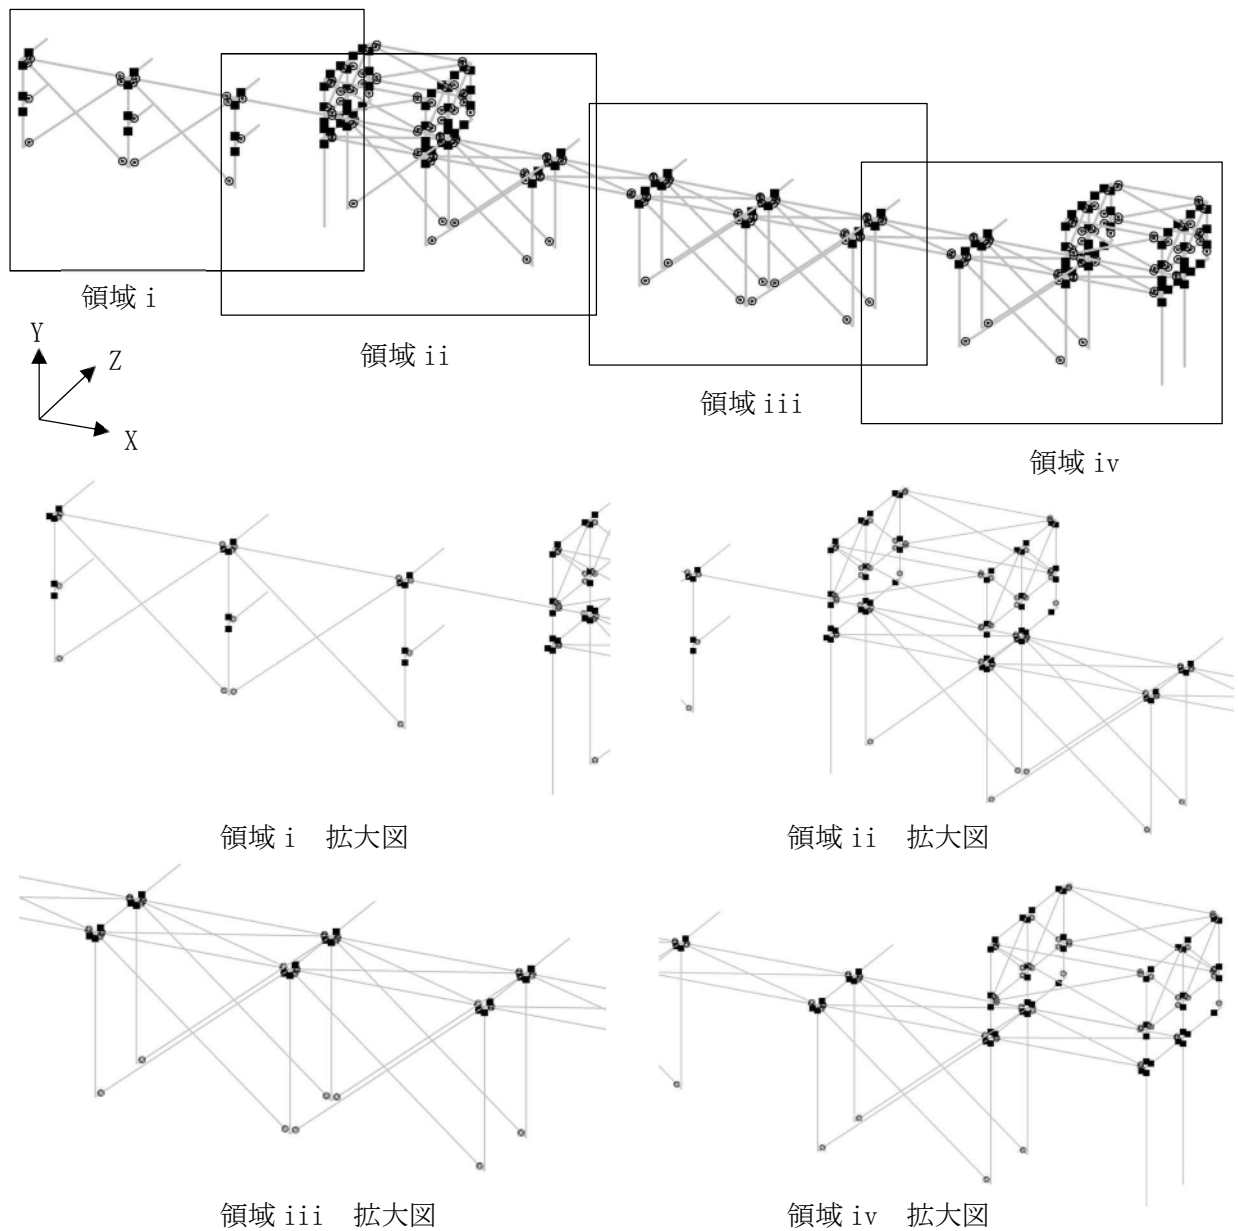 領域 i
領域 ii
領域 iii
領域 iv
Y
Z
X
領域 i 拡大図
領域 ii 拡大図
領域 iii 拡大図
領域 iv 拡大図